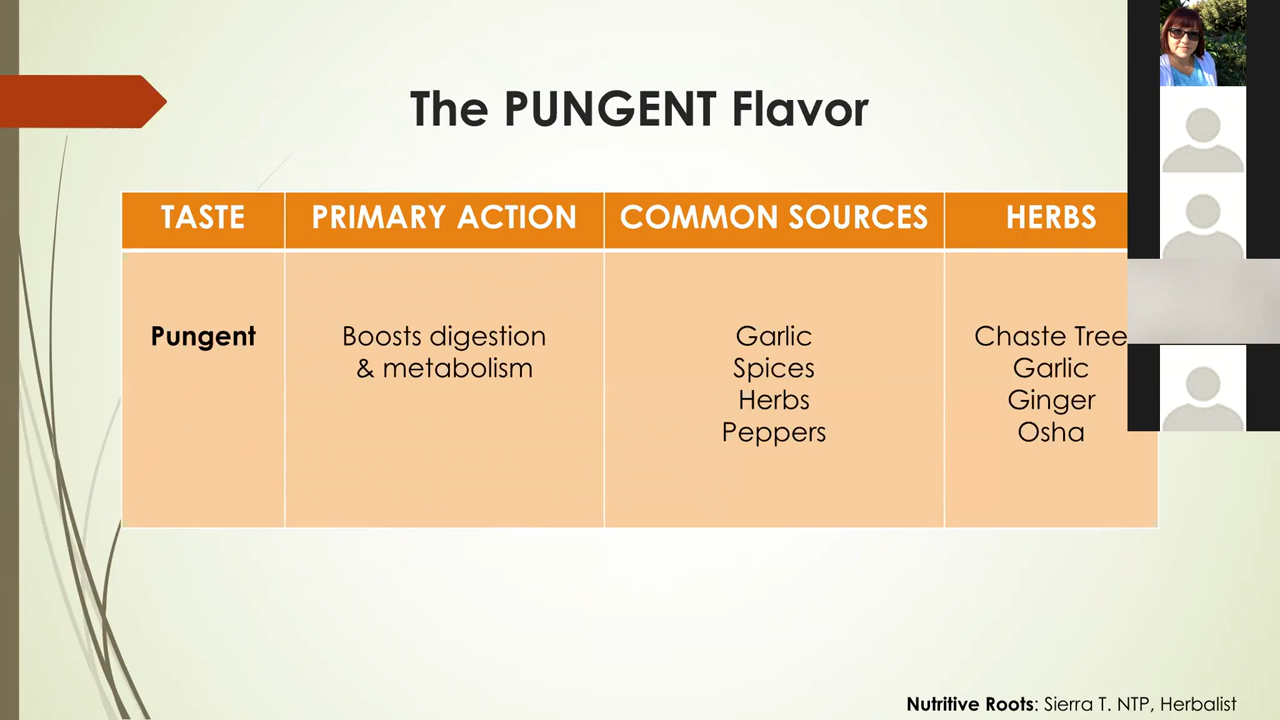 The PUNGENT Flavor
TASTE
PRIMARY ACTION
COMMON SOURCES
HERBS
Pungent
Boosts digestion
& metabolism
Garlic
Spices
Herbs
Peppers
Chaste Tree
Garlic
Ginger
Osha
Nutritive Roots: Sierra T. NTP, Herbalist